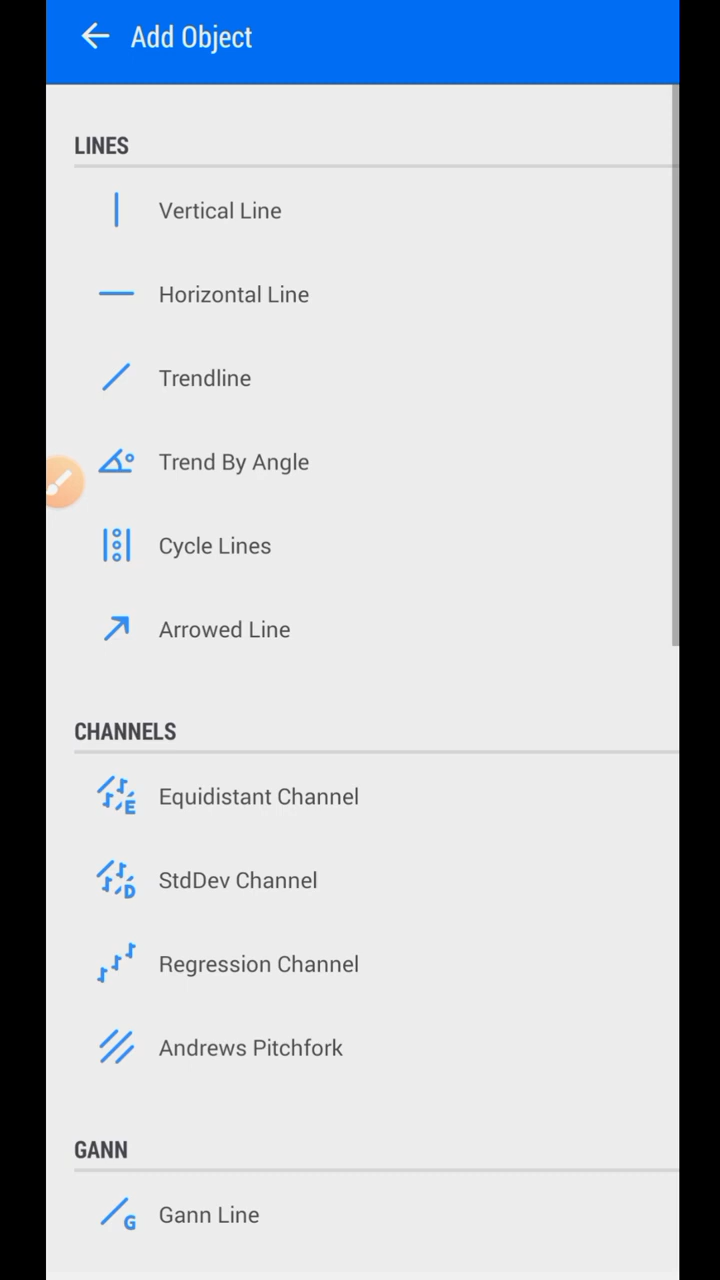 Add Object
LINES
Vertical Line
Horizontal Line
Trendline
Trend By Angle
Cycle Lines
Arrowed Line
CHANNELS
E
Equidistant Channel
D
StdDev Channel
Regression Channel
Andrews Pitchfork
GANN
G
Gann Line